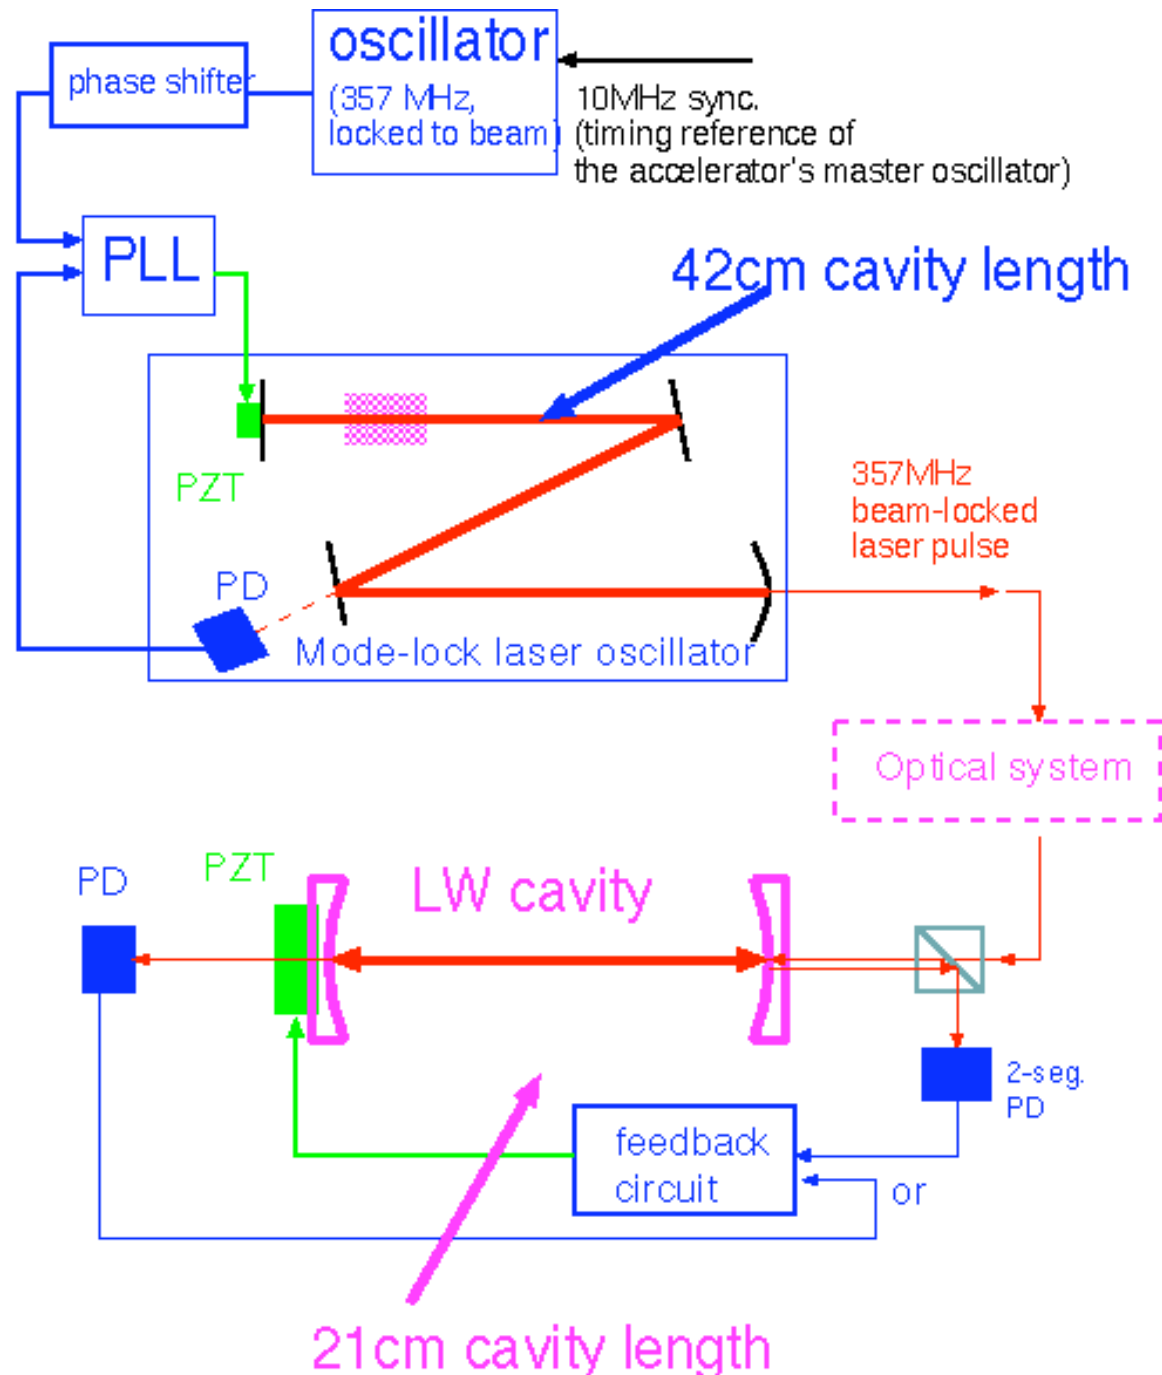 oscillator
(357 MHz,
locked to beam)
phase shifter
10MHz sync.
(timing reference of
the accelerator's master oscillator)
PLL
42cm cavity length
PZT
357MHz
beam-locked
laser pulse
PD
Mode-lock laser oscillator
Optical system
PD
PZT
LW cavity
2-seg.
PD
feedback
circuit
or
21cm cavity length